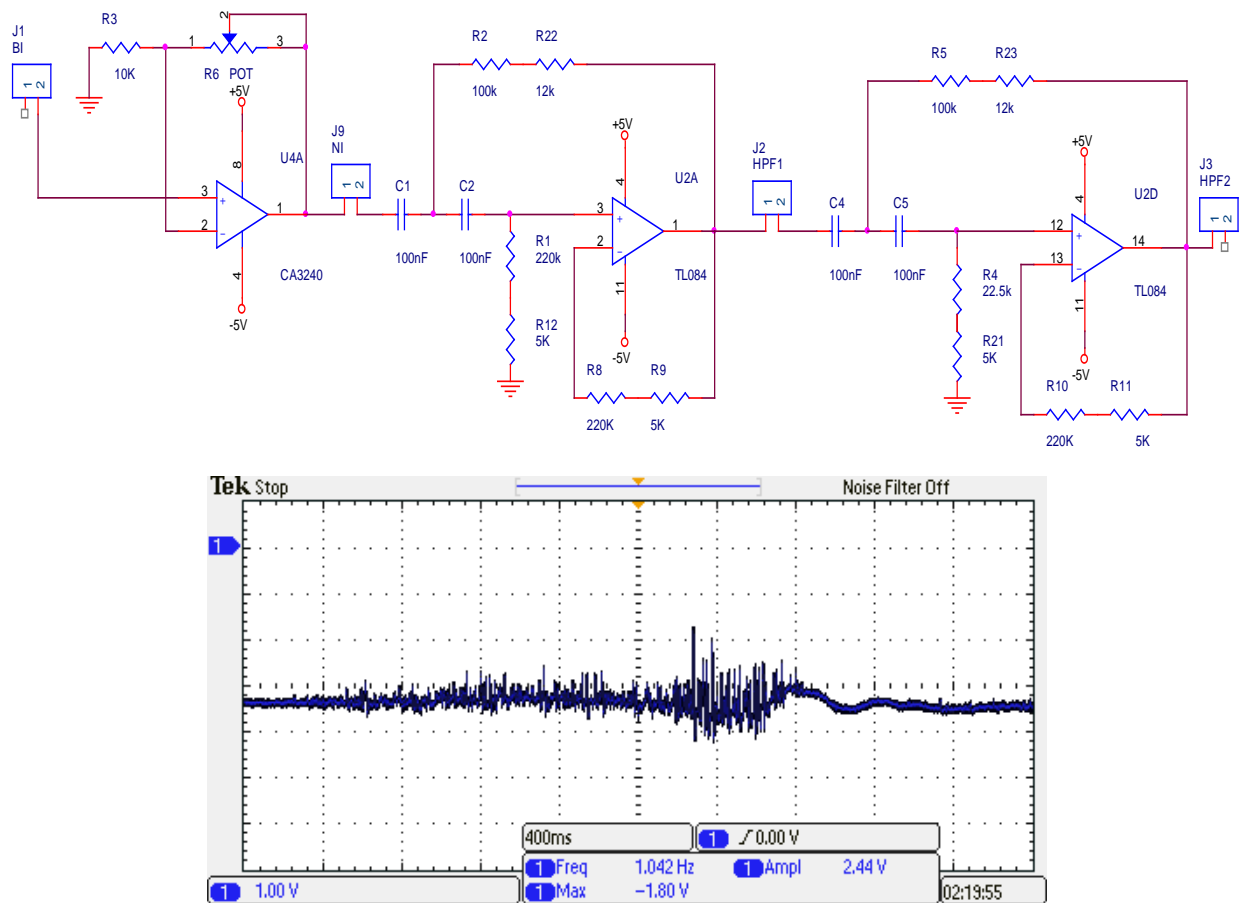 J1
BI
1 2
R3
10K
1
2
3
R6 POT
+5V
8
U4A
3
+
2
-
1
4
CA3240
-5V
J9
NI
1 2
C1
100nF
C2
100nF
R2
100k
R22
12k
R1
220k
R12
5K
+5V
4
U2A
3
+
2
-
1
11
TL084
-5V
R8
220K
R9
5K
J2
HPF1
1 2
C4
100nF
C5
100nF
R5
100k
R23
12k
R4
22.5k
R21
5K
+5V
4
U2D
12
+
13
-
14
11
TL084
-5V
R10
220K
R11
5K
J3
HPF2
1 2
Tek Stop
Noise Filter Off
1
400ms
1 0.00 V
1 Freq 1.042 Hz
1 Ampl 2.44 V
1 Max -1.80 V
1 1.00 V
02:19:55